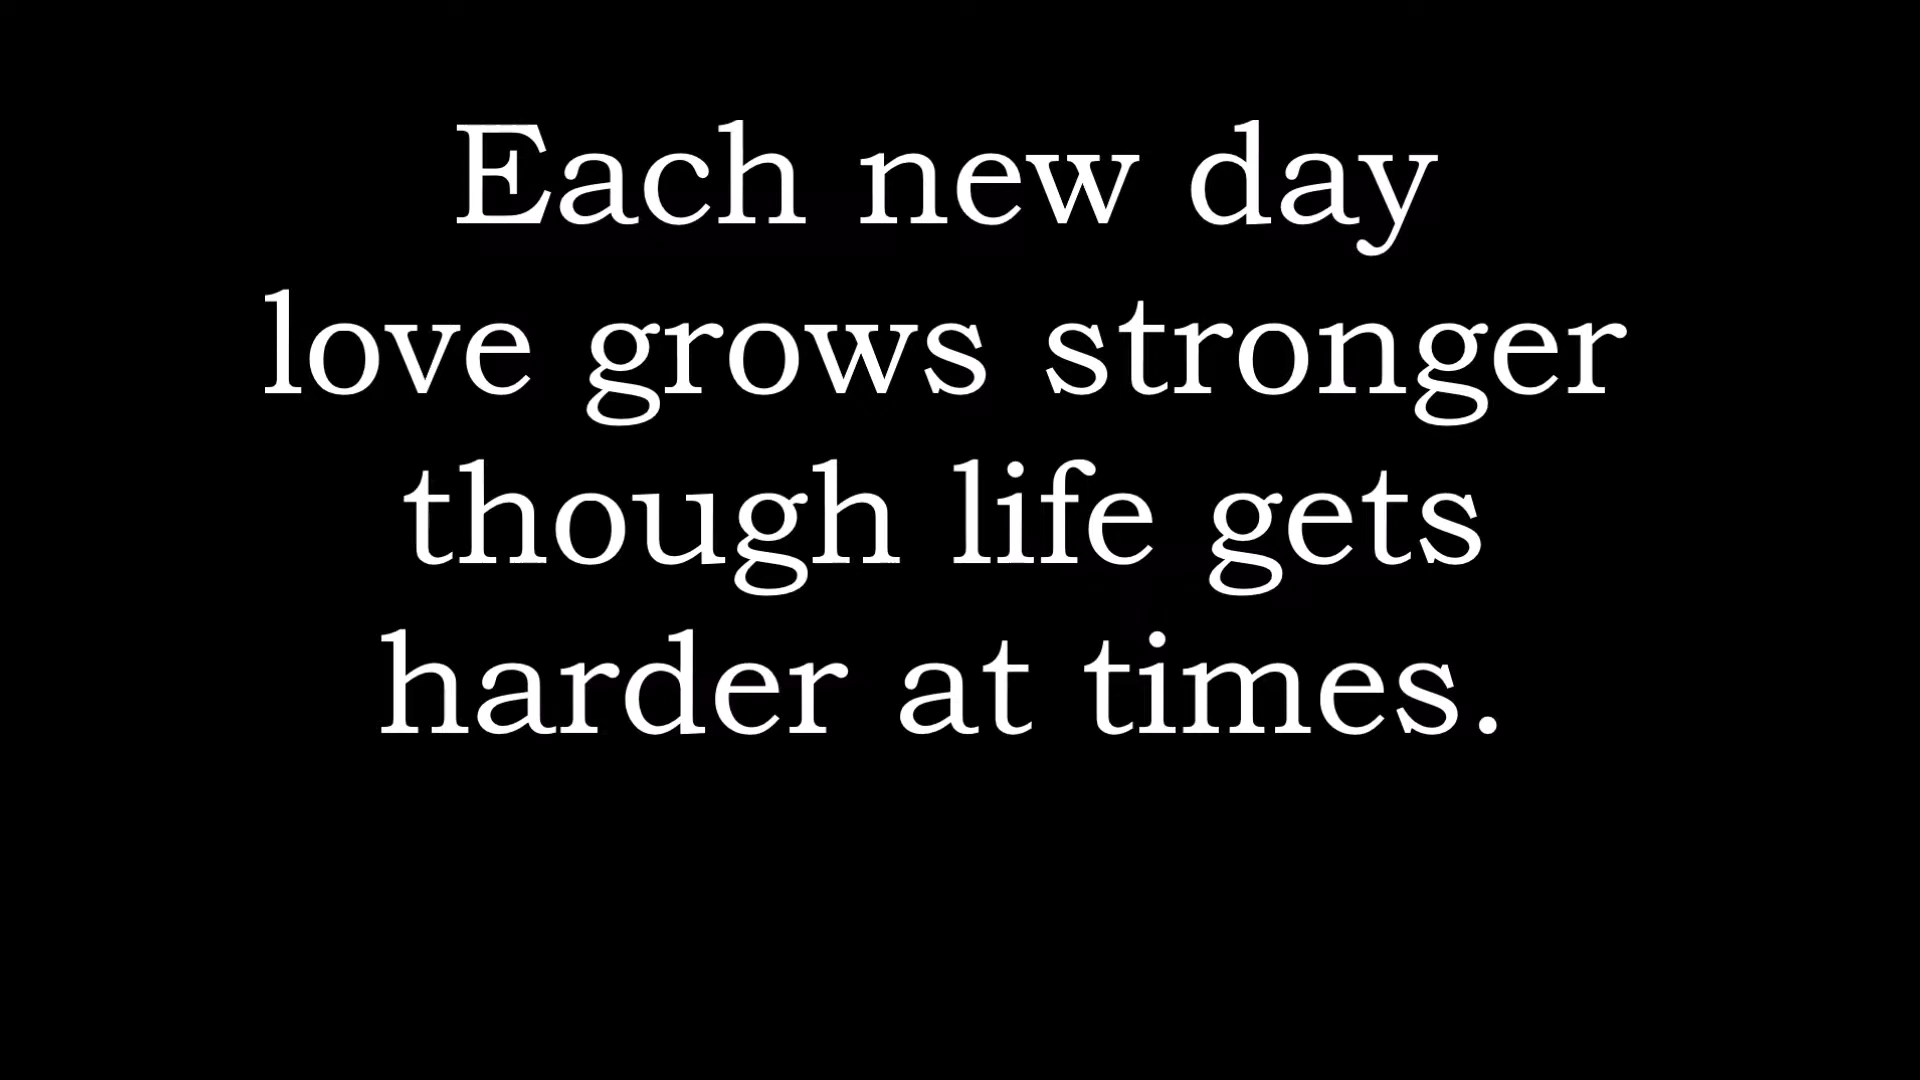 Each new day
love grows stronger
though life gets
harder at times.